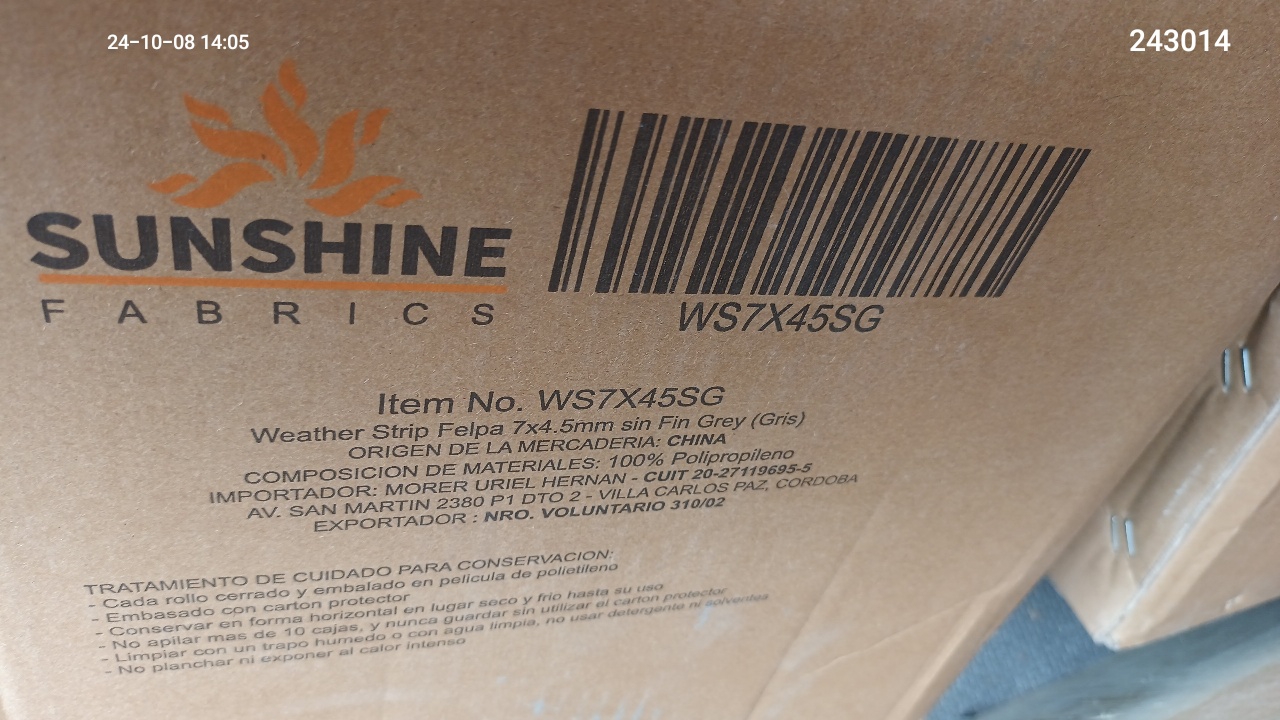 24-10-08 14:05
243014
SUNSHINE
FABRICS
WS7X45SG
Item No. WS7X45SG
Weather Strip Felpa 7x4.5mm sin Fin Grey (Gris)
ORIGEN DE LA MERCADERIA: CHINA
COMPOSICION DE MATERIALES: 100% Polipropileno
IMPORTADOR: MORER URIEL HERNAN - CUIT 20-27119695-5
AV. SAN MARTIN 2380 P1 DTO 2 - VILLA CARLOS PAZ, CORDOBA
EXPORTADOR : NRO. VOLUNTARIO 310/02
TRATAMIENTO DE CUIDADO PARA CONSERVACION:
- Cada rollo cerrado y embalado en pelicula de polietileno
- Embasado con carton protector
- Conservar en forma horizontal en lugar seco y frio hasta su uso
- No apilar mas de 10 cajas, y nunca guardar sin utilizar el carton protector
- Limpiar con un trapo humedo o con agua limpia, no usar detergente ni solventes
- No planchar ni exponer al calor intenso